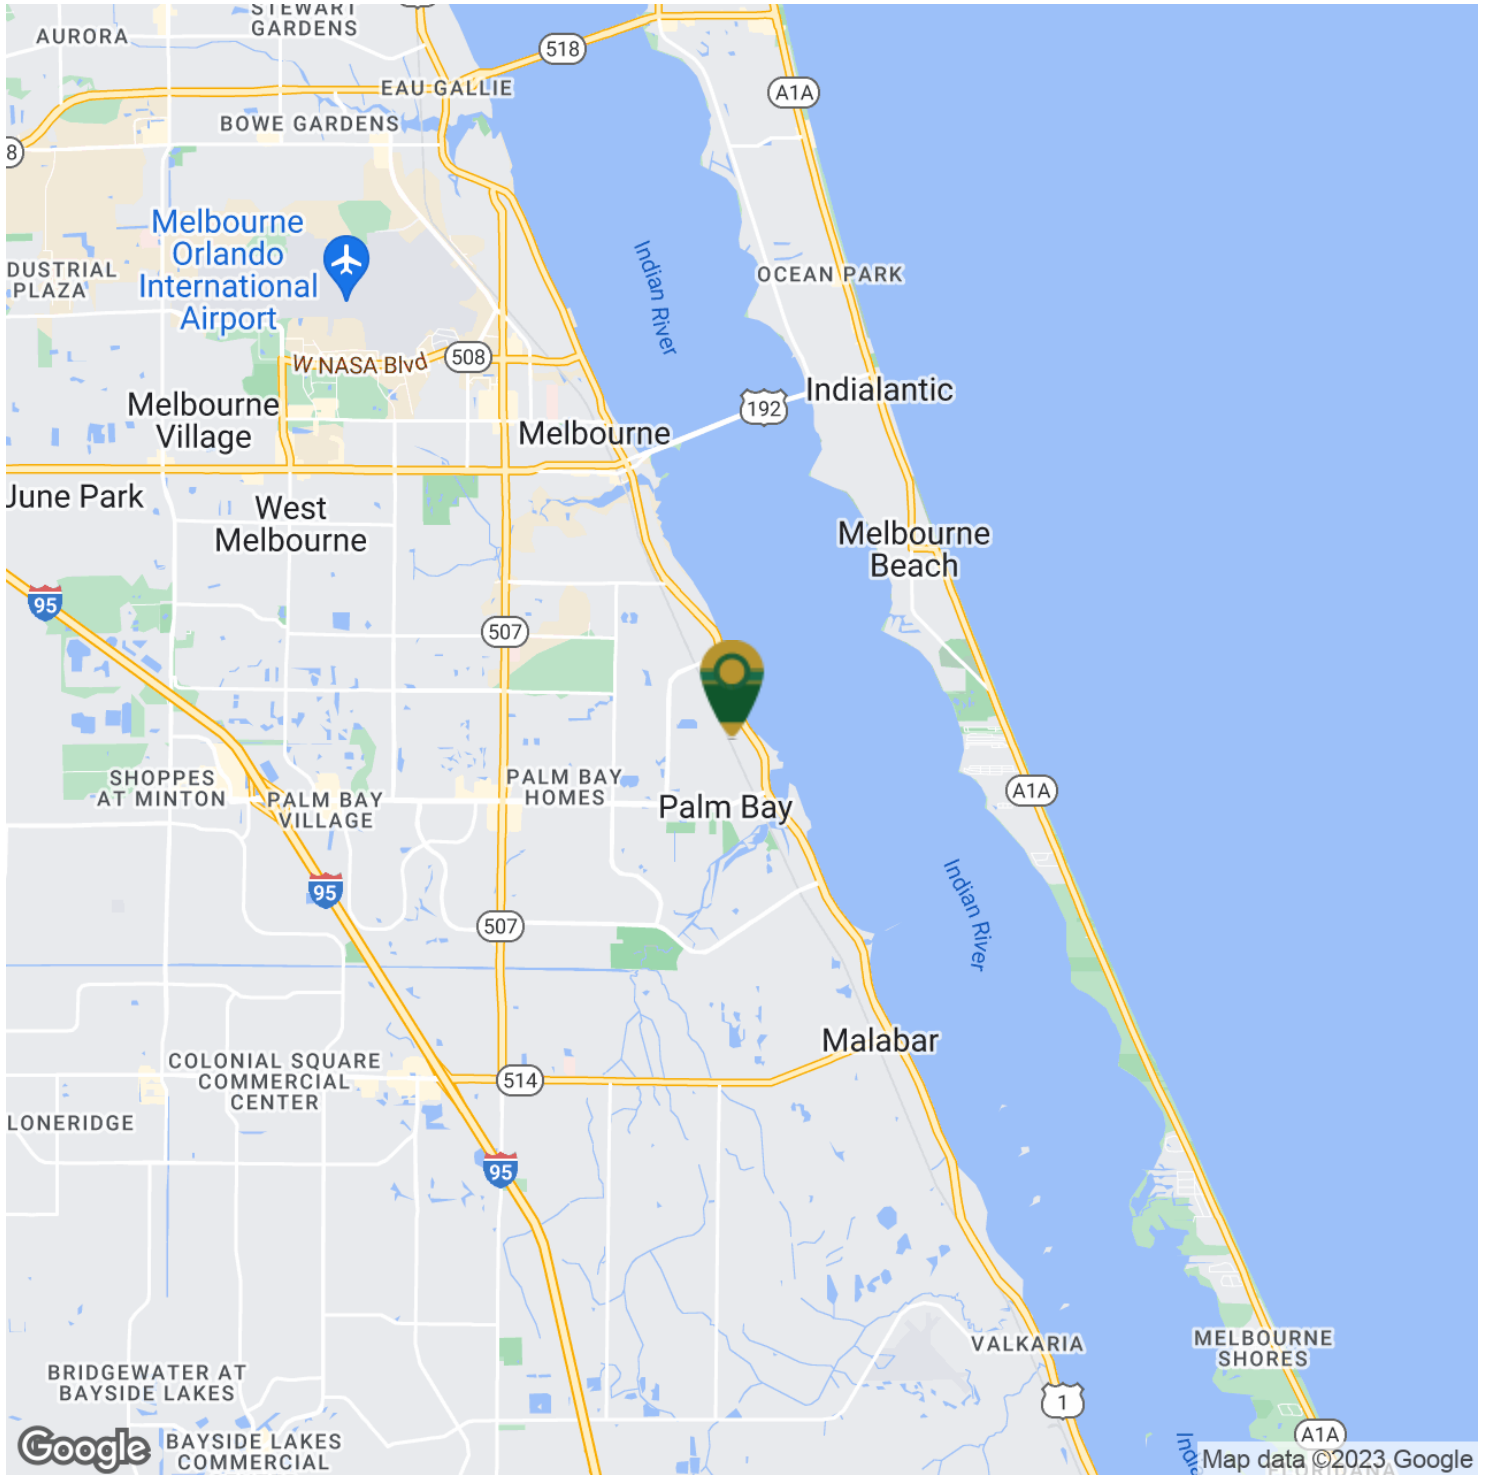 STEWART
GARDENS
AURORA
518
EAU GALLIE
A1A
BOWE GARDENS
8
Melbourne
Orlando
International
Airport
DUSTRIAL
PLAZA
Indian River
OCEAN PARK
W NASA Blvd
508
Indialantic
192
Melbourne
Village
Melbourne
June Park
West
Melbourne
Melbourne
Beach
95
507
SHOPPES
AT MINTON
PALM BAY
HOMES
PALM BAY
VILLAGE
Palm Bay
A1A
95
Indian River
507
Malabar
COLONIAL SQUARE
COMMERCIAL
CENTER
514
LONERIDGE
95
VALKARIA
MELBOURNE
SHORES
BRIDGEWATER AT
BAYSIDE LAKES
1
A1A
Google
BAYSIDE LAKES
COMMERCIAL
India
Map data ©2023 Google